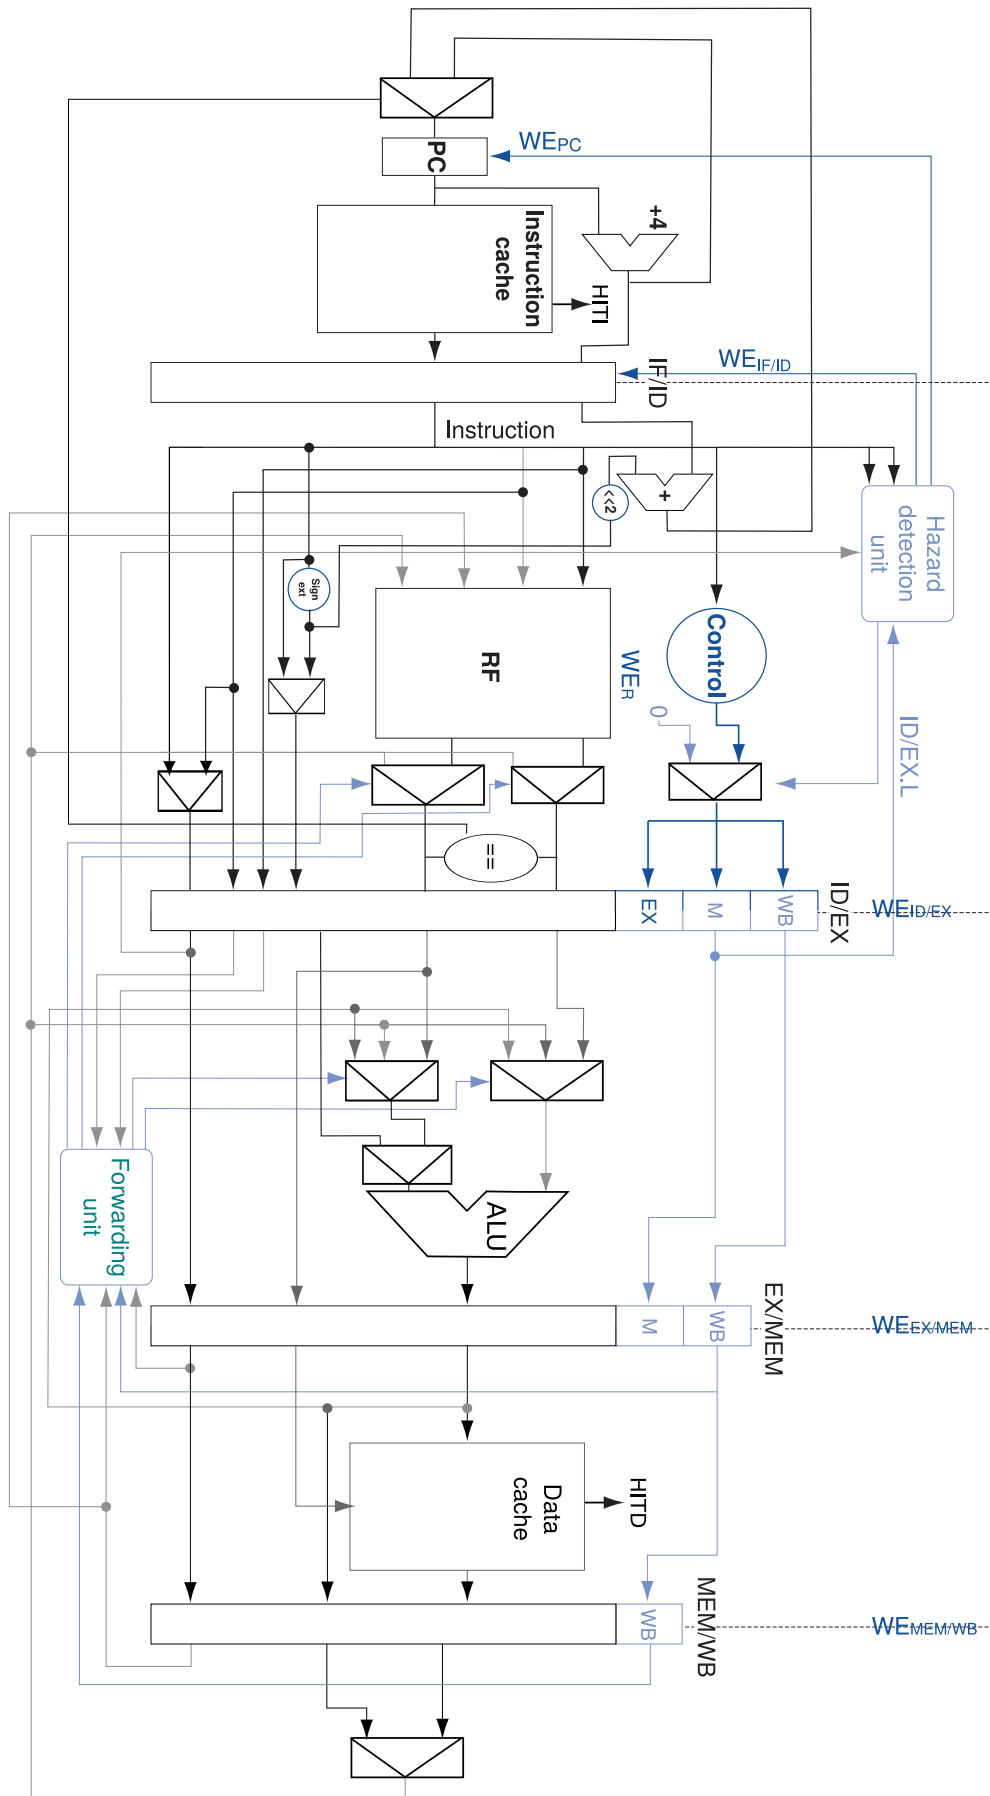 WEPC
PC
+4
Instruction
cache
HITI
WEIF/ID
IF/ID
Instruction
<<2
+
Hazard
detection
unit
Sign
ext
RF
WER
Control
0
ID/EX.L
==
EX
M
WB
ID/EX
WEID/EX
Forwarding
unit
ALU
M
WB
EX/MEM
WEEX/MEM
Data
cache
HITD
WB
MEM/WB
WEMEM/WB